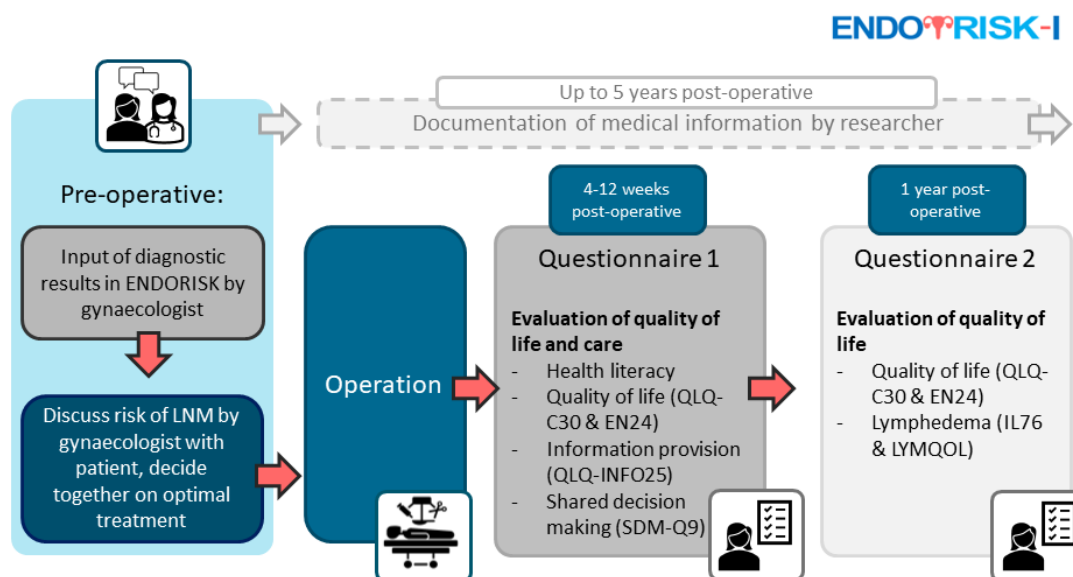 ENDORISK-I
Up to 5 years post-operative
Documentation of medical information by researcher
Pre-operative:
Input of diagnostic
results in ENDORISK by
gynaecologist
Discuss risk of LNM by
gynaecologist with
patient, decide
together on optimal
treatment
Operation
4-12 weeks
post-operative
Questionnaire 1
Evaluation of quality of
life and care
- Health literacy
- Quality of life (QLQ-
C30 & EN24)
- Information provision
(QLQ-INFO25)
- Shared decision
making (SDM-Q9)
1 year post-
operative
Questionnaire 2
Evaluation of quality of
life
- Quality of life (QLQ-
C30 & EN24)
- Lymphedema (IL76
& LYMQOL)